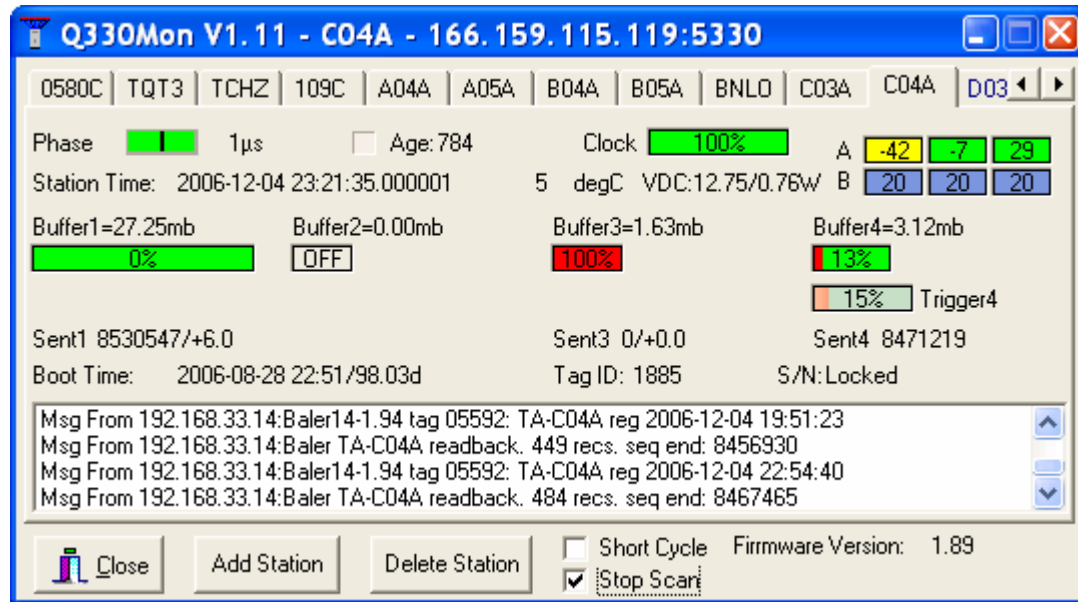 Q330Mon V1.11 - C04A - 166.159.115.119:5330
0580C TQT3 TCHZ 109C A04A A05A B04A B05A BNLO C03A C04A D03
Phase 1µs Age:784 Clock 100% A -42 -7 29
Station Time: 2006-12-04 23:21:35.000001 5 degC VDC:12.75/0.76W B 20 20 20
Buffer1=27.25mb Buffer2=0.00mb Buffer3=1.63mb Buffer4=3.12mb
0% OFF 100% 13%
15% Trigger4
Sent1 8530547/+6.0 Sent3 0/+0.0 Sent4 8471219
Boot Time: 2006-08-28 22:51/98.03d Tag ID: 1885 S/N:Locked
Msg From 192.168.33.14:Baler14-1.94 tag 05592: TA-C04A reg 2006-12-04 19:51:23
Msg From 192.168.33.14:Baler TA-C04A readback. 449 recs. seq end: 8456930
Msg From 192.168.33.14:Baler14-1.94 tag 05592: TA-C04A reg 2006-12-04 22:54:40
Msg From 192.168.33.14:Baler TA-C04A readback. 484 recs. seq end: 8467465
Close Add Station Delete Station Short Cycle Firmware Version: 1.89
Stop Scan